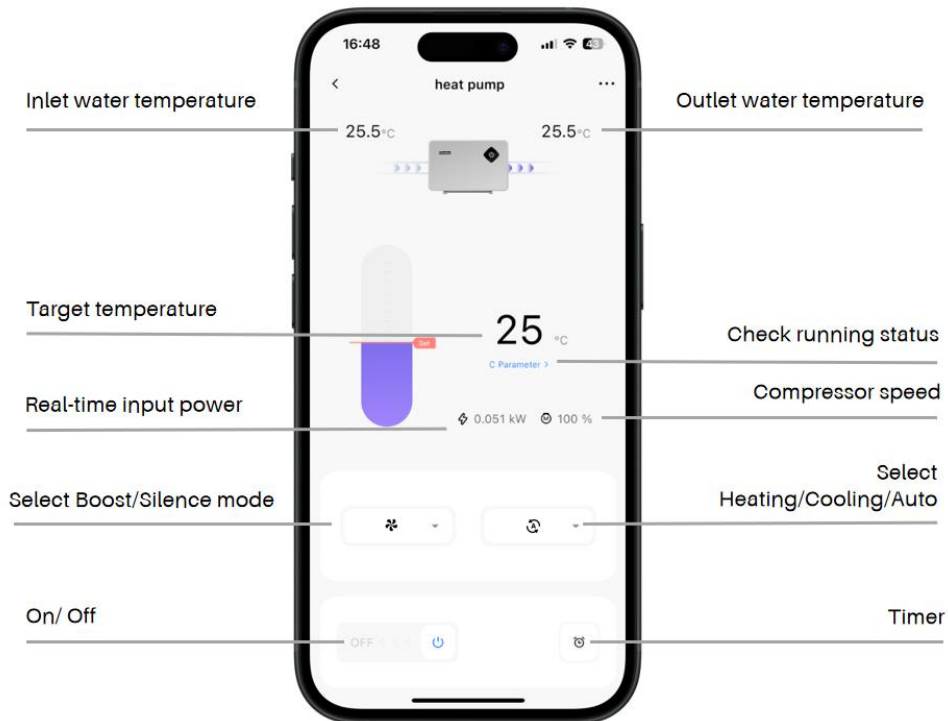 16:48
43
heat pump
Inlet water temperature
Outlet water temperature
25.5°C
25.5°C
Target temperature
25 °C
Set
Check running status
C Parameter >
Compressor speed
Real-time input power
0.051 kW
100 %
Select
Heating/Cooling/Auto
Select Boost/Silence mode
A
On/ Off
Timer
OFF